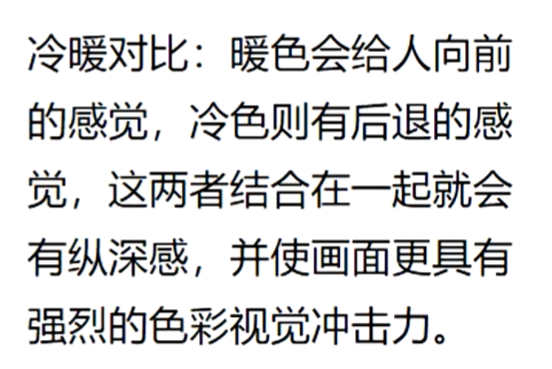 冷暖对比：暖色会给人向前
的感觉，冷色则有后退的感
觉，这两者结合在一起就会
有纵深感，并使画面更具有
强烈的色彩视觉冲击力。